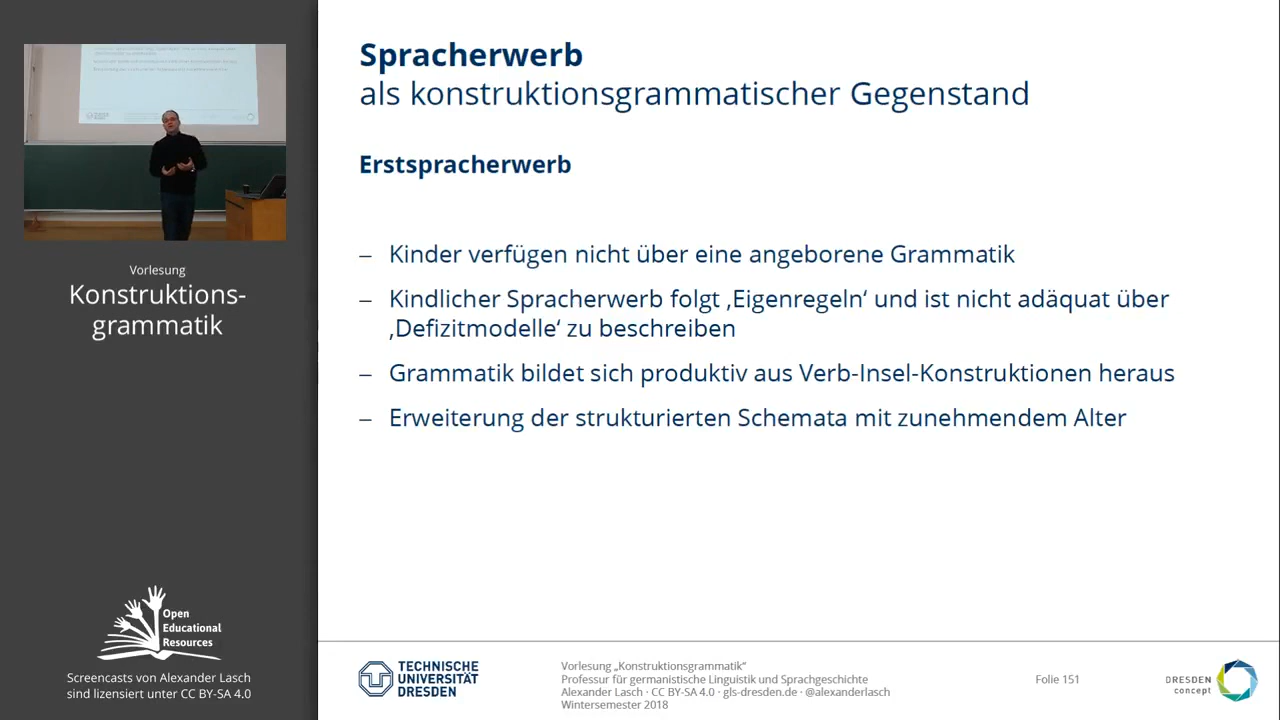 Spracherwerb
als konstruktionsgrammatischer Gegenstand
Erstspracherwerb
– Kinder verfügen nicht über eine angeborene Grammatik
– Kindlicher Spracherwerb folgt ‚Eigenregeln‘ und ist nicht adäquat über
‚Defizitmodelle‘ zu beschreiben
– Grammatik bildet sich produktiv aus Verb-Insel-Konstruktionen heraus
– Erweiterung der strukturierten Schemata mit zunehmendem Alter
Vorlesung
Konstruktions-
grammatik
Open
Educational
Resources
Screencasts von Alexander Lasch
sind lizensiert unter CC BY-SA 4.0
TECHNISCHE
UNIVERSITÄT
DRESDEN
Vorlesung „Konstruktionsgrammatik“
Professur für germanistische Linguistik und Sprachgeschichte
Alexander Lasch · CC BY-SA 4.0 · gls-dresden.de · @alexanderlasch
Wintersemester 2018
Folie 151
DRESDEN
concept